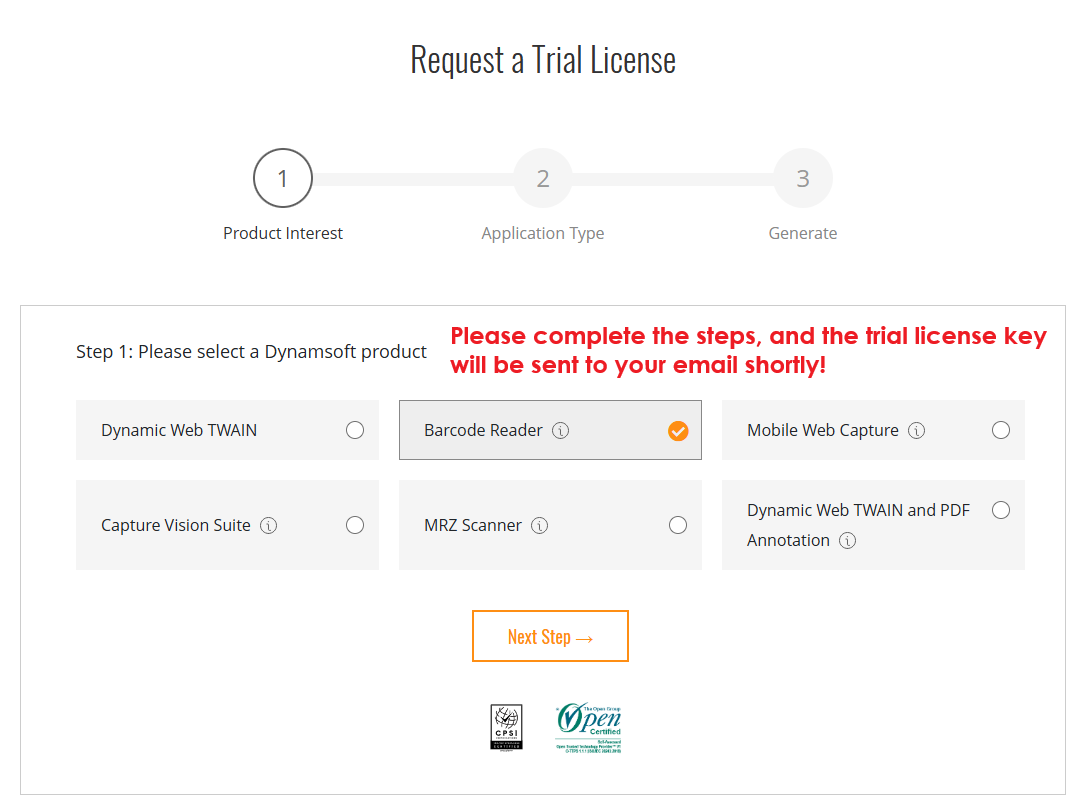 Request a Trial License
1
2
3
Product Interest
Application Type
Generate
Step 1: Please select a Dynamsoft product
Please complete the steps, and the trial license key
will be sent to your email shortly!
Dynamic Web TWAIN
Barcode Reader
Mobile Web Capture
Capture Vision Suite
MRZ Scanner
Dynamic Web TWAIN and PDF
Annotation
Next Step →
CPSI
CERTIFIED
The Open Group
Open
Certified